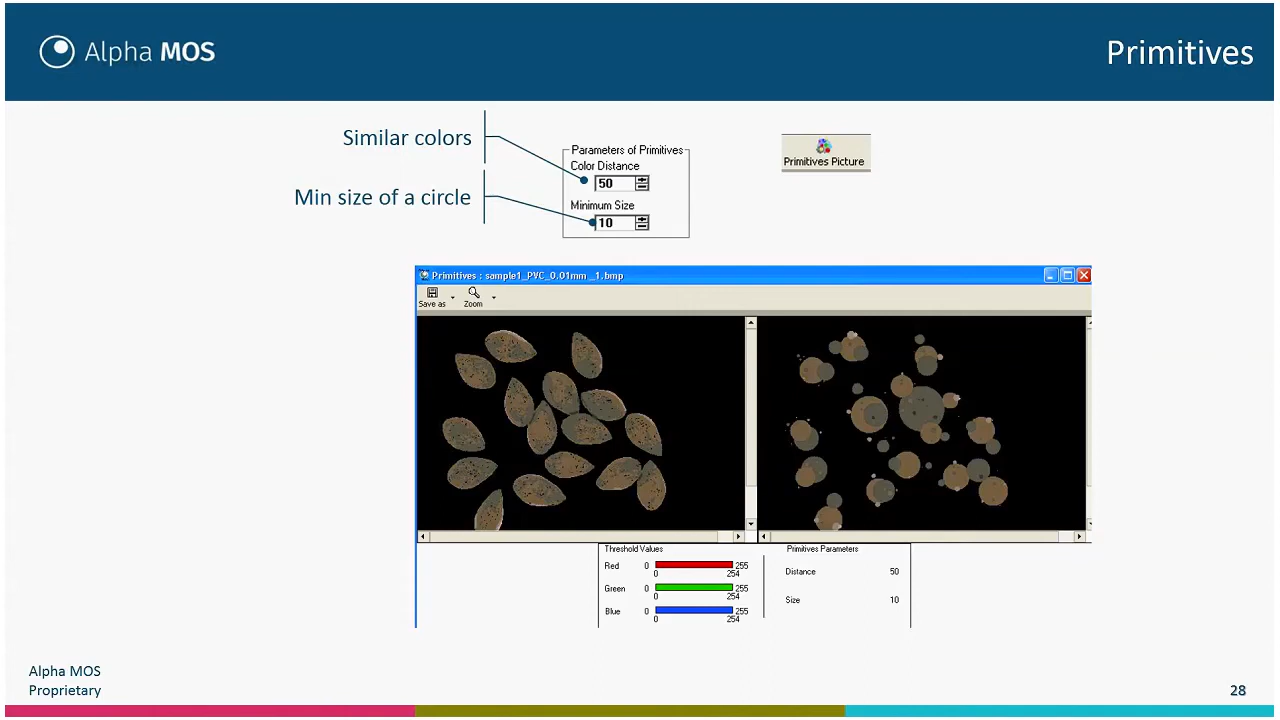 Alpha MOS
Primitives
Similar colors
Min size of a circle
Parameters of Primitives
Color Distance
50
Minimum Size
10
Primitives Picture
Primitives : sample1_PVC_0.01mm _1.bmp
Save as
Zoom
Threshold Values
Red 0 255
0 254
Green 0 255
0 254
Blue 0 255
0 254
Primitives Parameters
Distance 50
Size 10
Alpha MOS
Proprietary
28